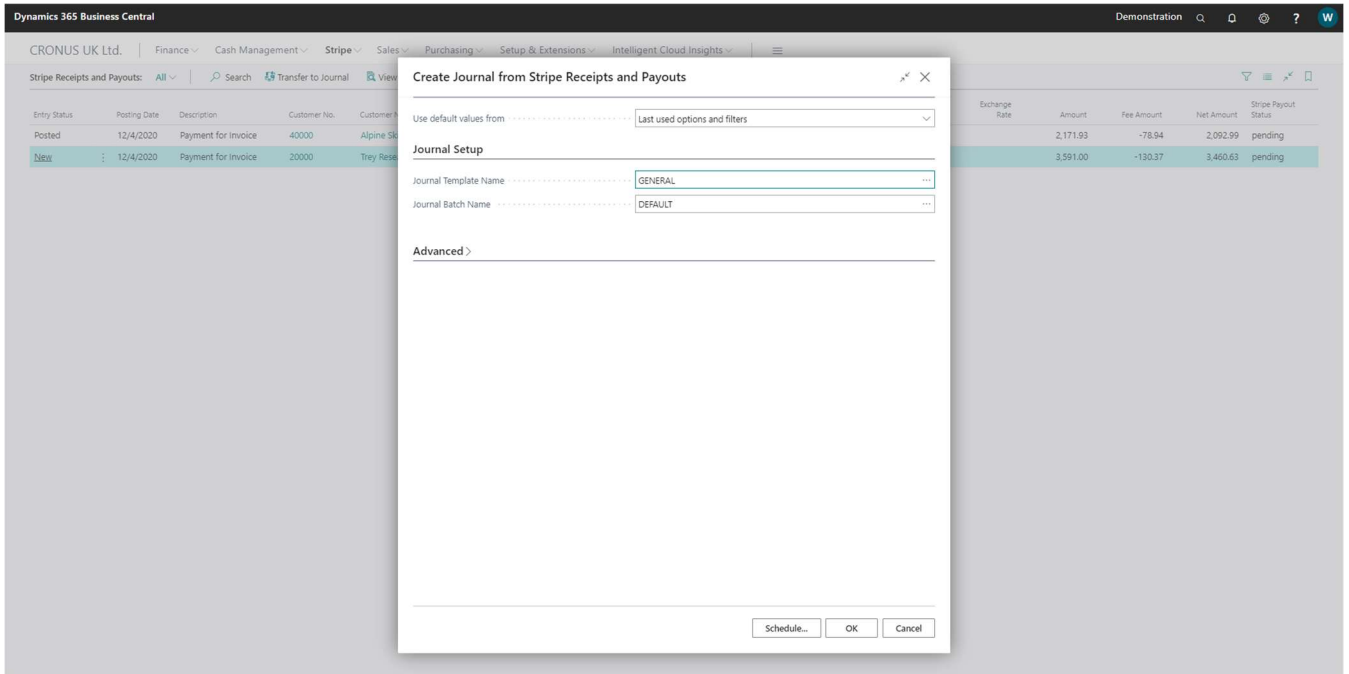 Dynamics 365 Business Central Demonstration ? W
CRONUS UK Ltd. Finance Cash Management Stripe Sales Purchasing Setup & Extensions Intelligent Cloud Insights
Stripe Receipts and Payouts: All Search Transfer to Journal View
Entry Status Posting Date Description Customer No. Customer Exchange Rate Amount Fee Amount Net Amount Stripe Payout Status
Posted 12/4/2020 Payment for Invoice 40000 Alpine 2,171.93 -78.94 2,092.99 pending
New 12/4/2020 Payment for Invoice 20000 Trey 3,591.00 -130.37 3,460.63 pending
Create Journal from Stripe Receipts and Payouts
Use default values from Last used options and filters
Journal Setup
Journal Template Name GENERAL
Journal Batch Name DEFAULT
Advanced
Schedule... OK Cancel